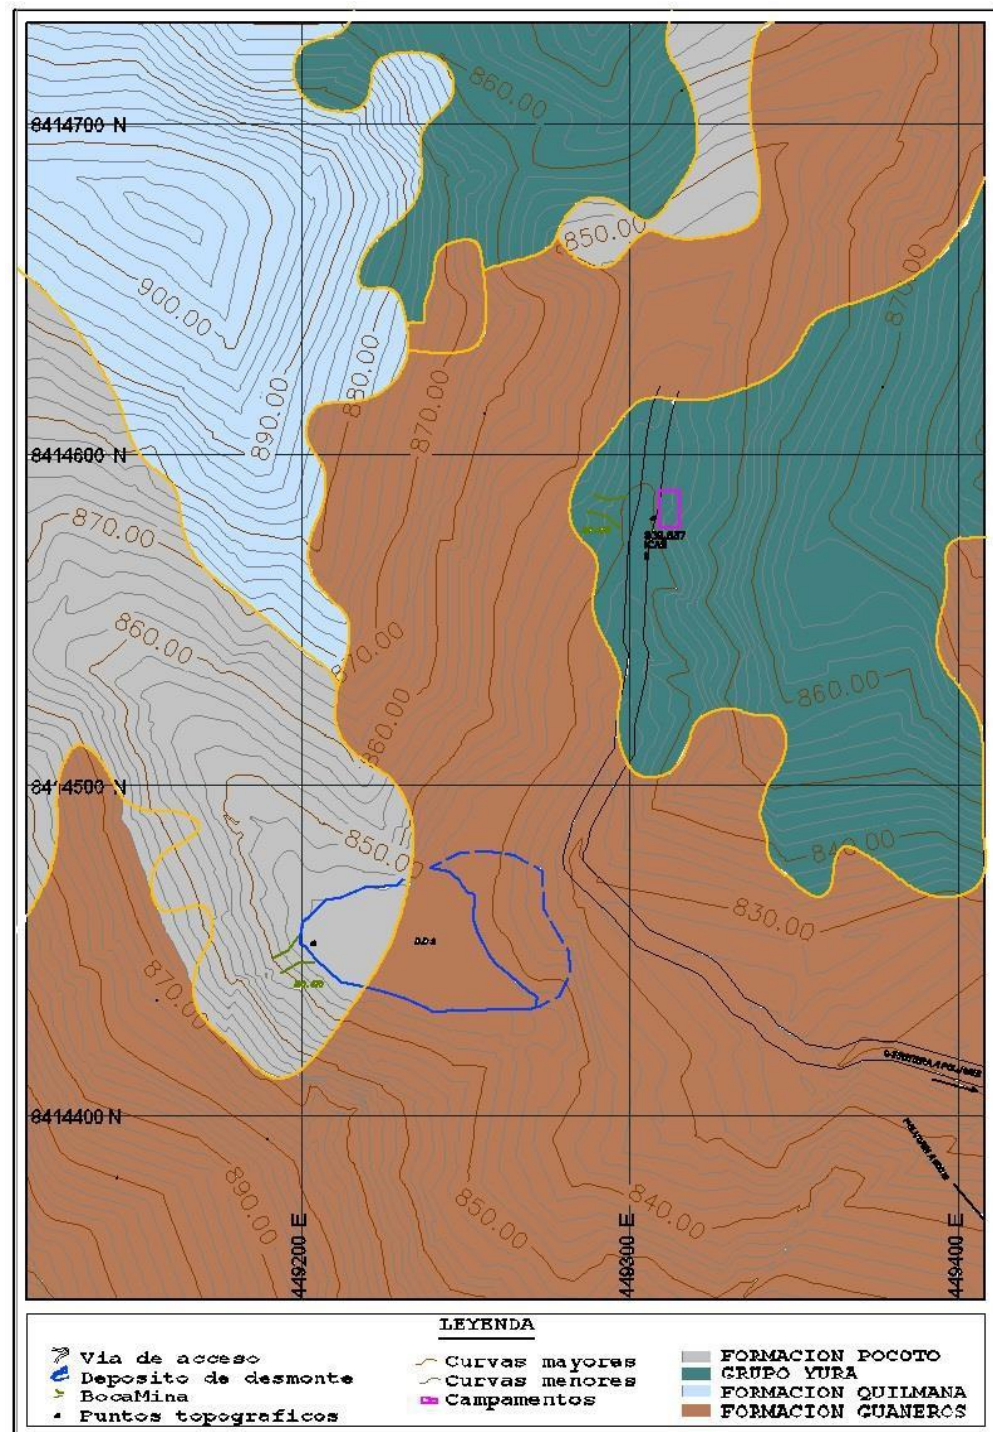 860.00
8414700 N
850.00
870.00
900.00
880.00
870.00
890.00
8414600 N
870.00
860.00
870.00
860.00
860.00
8414500 N
850.00
840.00
830.00
870.00
8414400 N
890.00
850.00
840.00
449200 E
449300 E
449400 E
LEYENDA
Via de acceso
Deposito de desmonte
BocaMina
Puntos topograficos
Curvas mayores
Curvas menores
Campamentos
FORMACION POCOTO
GRUPO YURA
FORMACION QUILMANA
FORMACION GUANEROS